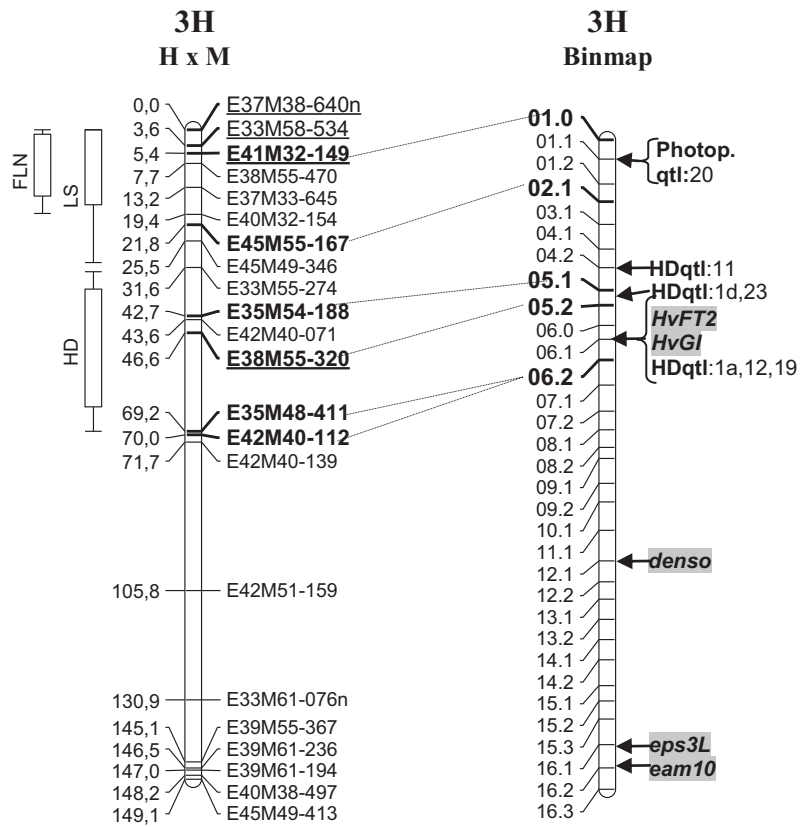 3H
H x M
0,0 E37M38-640n
3,6 E33M58-534
5,4 E41M32-149
7,7 E38M55-470
13,2 E37M33-645
19,4 E40M32-154
21,8 E45M55-167
25,5 E45M49-346
31,6 E33M55-274
42,7 E35M54-188
43,6 E42M40-071
46,6 E38M55-320
69,2 E35M48-411
70,0 E42M40-112
71,7 E42M40-139
105,8 E42M51-159
130,9 E33M61-076n
145,1 E39M55-367
146,5 E39M61-236
147,0 E39M61-194
148,2 E40M38-497
149,1 E45M49-413
FLN
LS
HD
3H
Binmap
01.0
01.1
01.2
02.1
03.1
04.1
04.2
05.1
05.2
06.0
06.1
06.2
07.1
07.2
08.1
08.2
09.1
09.2
10.1
11.1
12.1
12.2
13.1
13.2
14.1
14.2
15.1
15.2
15.3
16.1
16.2
16.3
Photop.
qtl:20
HDqtl:11
HDqtl:1d,23
HvFT2
HvGI
HDqtl:1a,12,19
denso
eps3L
eam10